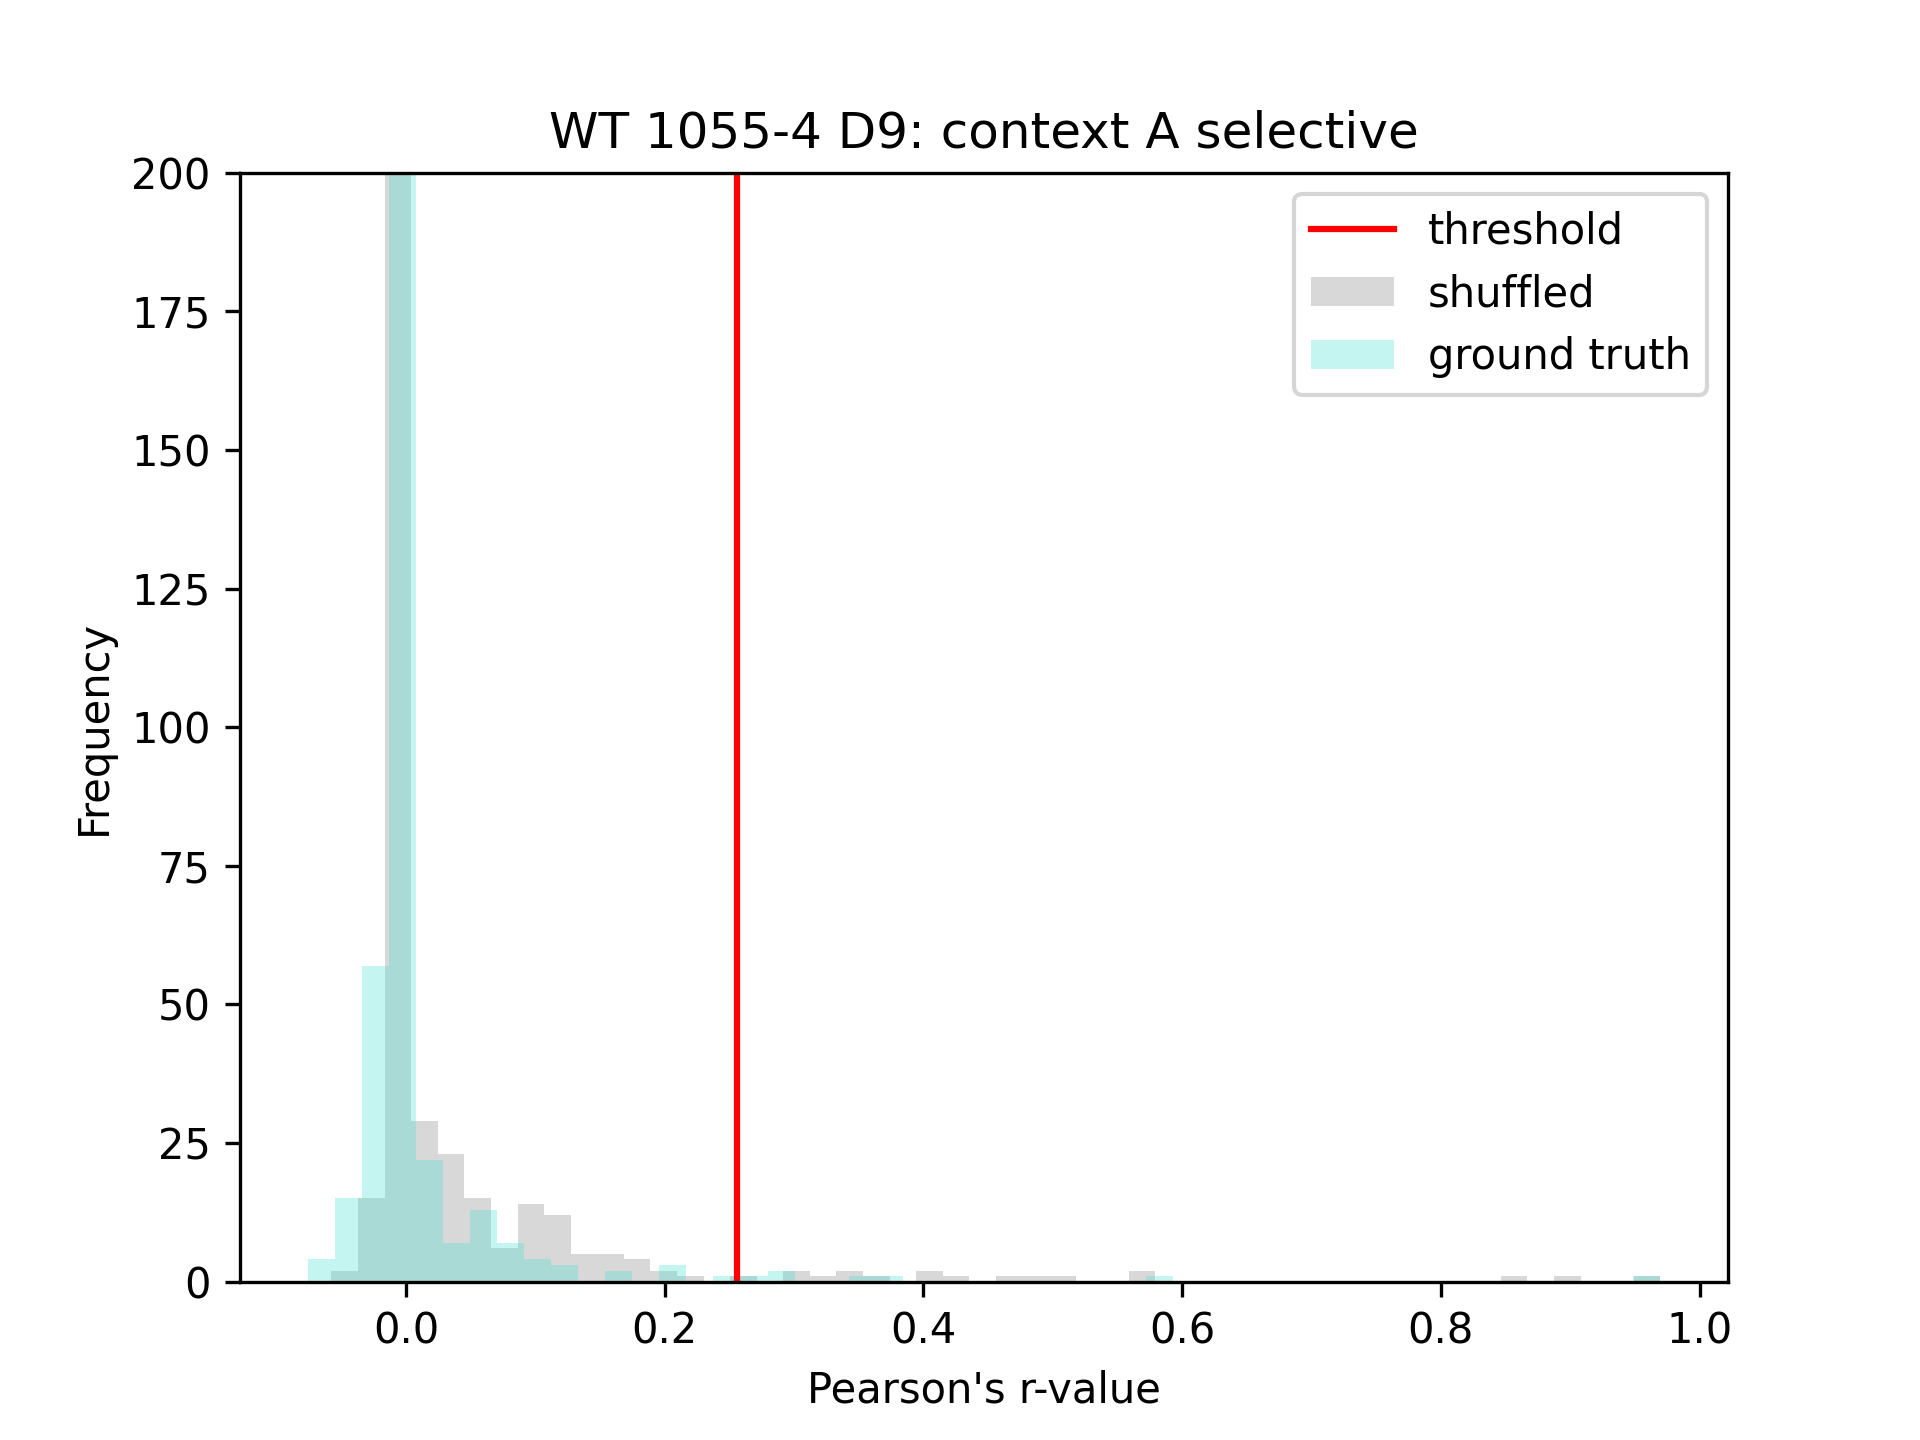 WT 1055-4 D9: context A selective
200
175
150
125
100
75
50
25
0
Frequency
threshold
shuffled
ground truth
0.0 0.2 0.4 0.6 0.8 1.0
Pearson's r-value